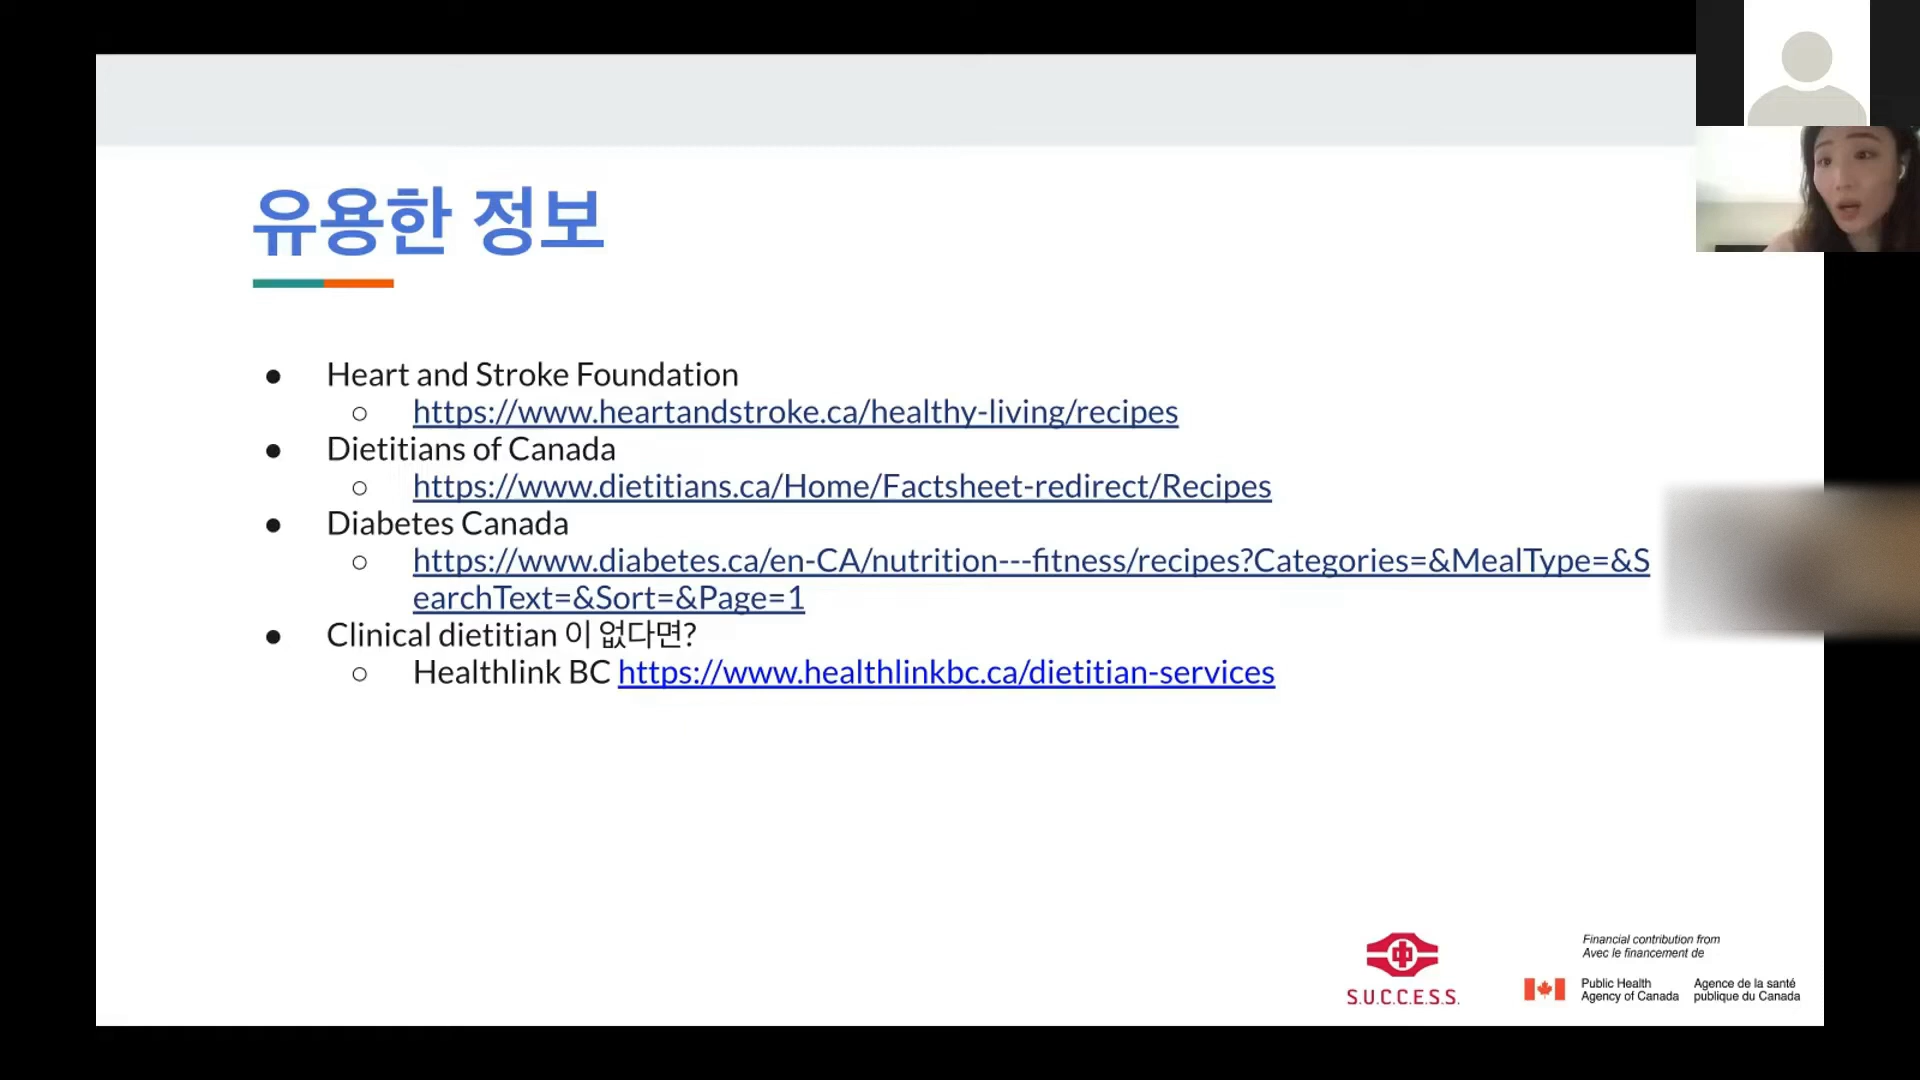 유용한 정보
● Heart and Stroke Foundation
○ https://www.heartandstroke.ca/healthy-living/recipes
● Dietitians of Canada
○ https://www.dietitians.ca/Home/Factsheet-redirect/Recipes
● Diabetes Canada
○ https://www.diabetes.ca/en-CA/nutrition---fitness/recipes?Categories=&MealType=&S
earchText=&Sort=&Page=1
● Clinical dietitian 이 없다면?
○ Healthlink BC https://www.healthlinkbc.ca/dietitian-services
S.U.C.C.E.S.S.
Financial contribution from
Avec le financement de
Public Health
Agency of Canada
Agence de la santé
publique du Canada